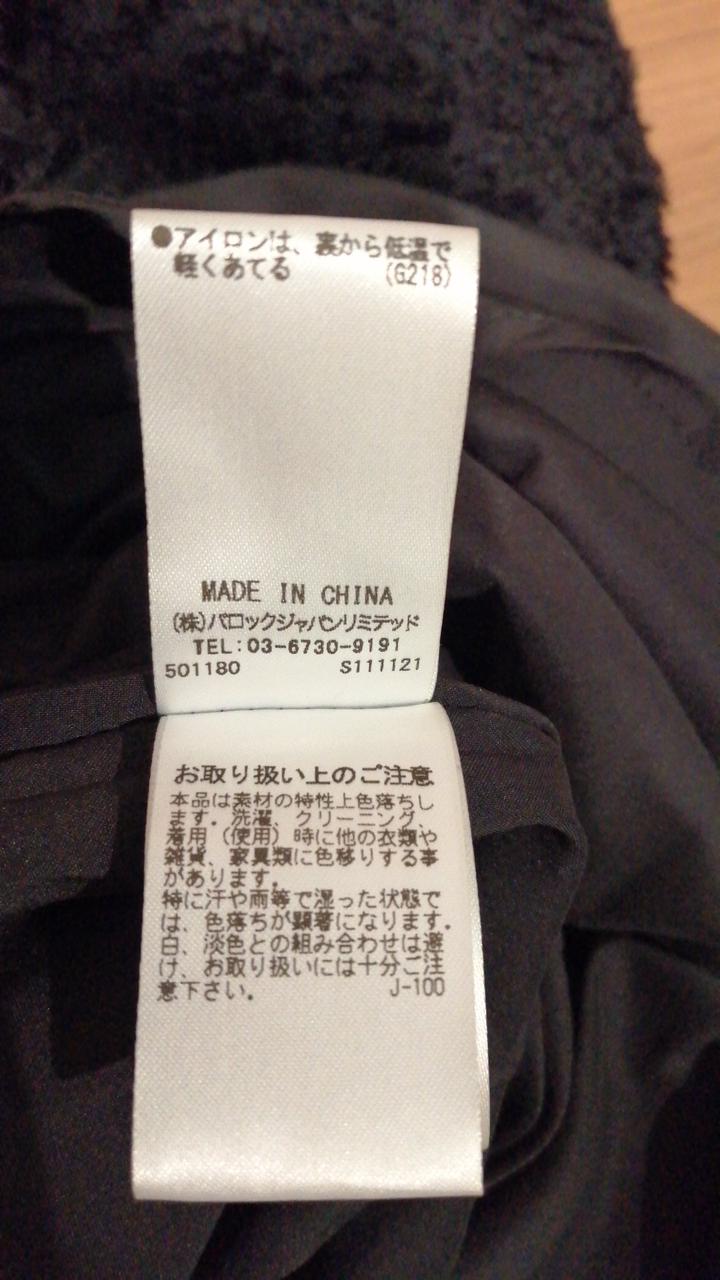 ●アイロンは、裏から低温で
軽くあてる (G218)
MADE IN CHINA
(株)バロックジャパンリミテッド
TEL:03-6730-9191
501180 S111121
お取り扱い上のご注意
本品は素材の特性上色落ちし
ます。洗濯、クリーニング、
着用（使用）時に他の衣類や
雑貨、家具類に色移りする事
があります。
特に汗や雨等で湿った状態で
は、色落ちが顕著になります。
白、淡色との組み合わせは避
け、お取り扱いには十分ご注
意下さい。 J-100